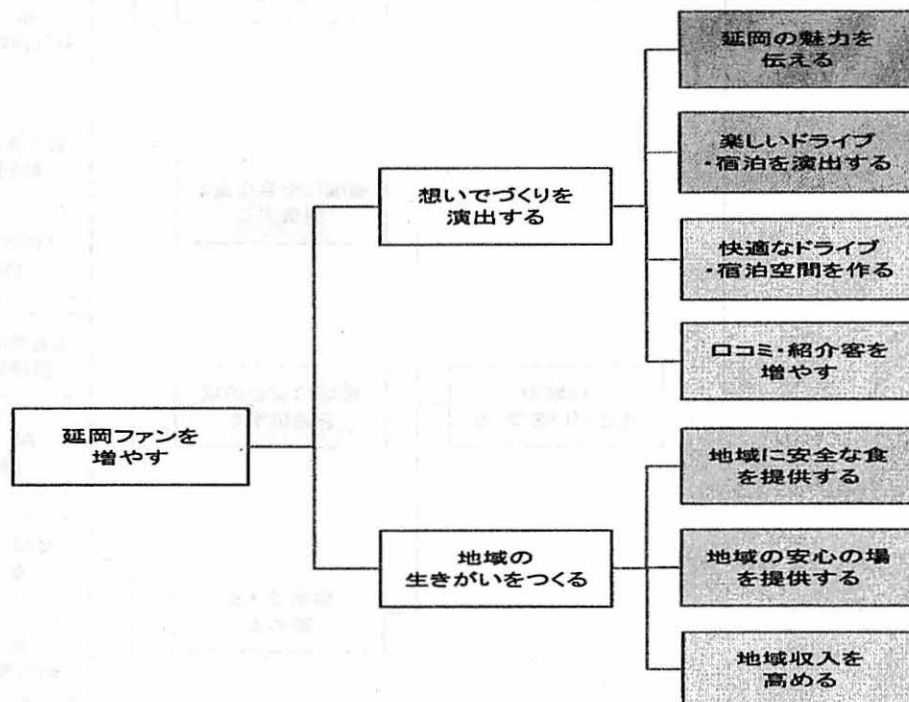 延岡の魅力を
伝える
楽しいドライブ
・宿泊を演出する
想いでづくりを
演出する
快適なドライブ
・宿泊空間を作る
口コミ・紹介客を
増やす
延岡ファンを
増やす
地域に安全な食
を提供する
地域の
生きがいをつくる
地域の安心の場
を提供する
地域収入を
高める